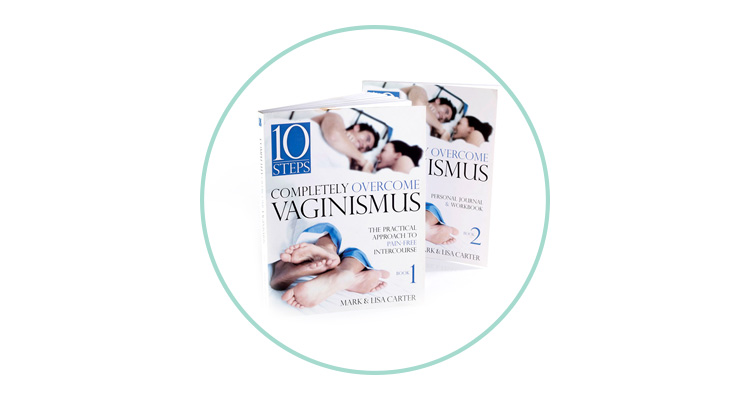 10
STEPS
COMPLETELY OVERCOME
VAGINISMUS
THE PRACTICAL
APPROACH TO
PAIN-FREE
INTERCOURSE
BOOK 1
MARK & LISA CARTER
OVERCOME
ISMUS
PERSONAL JOURNAL
& WORKBOOK
BOOK 2
MARK & LISA CARTER